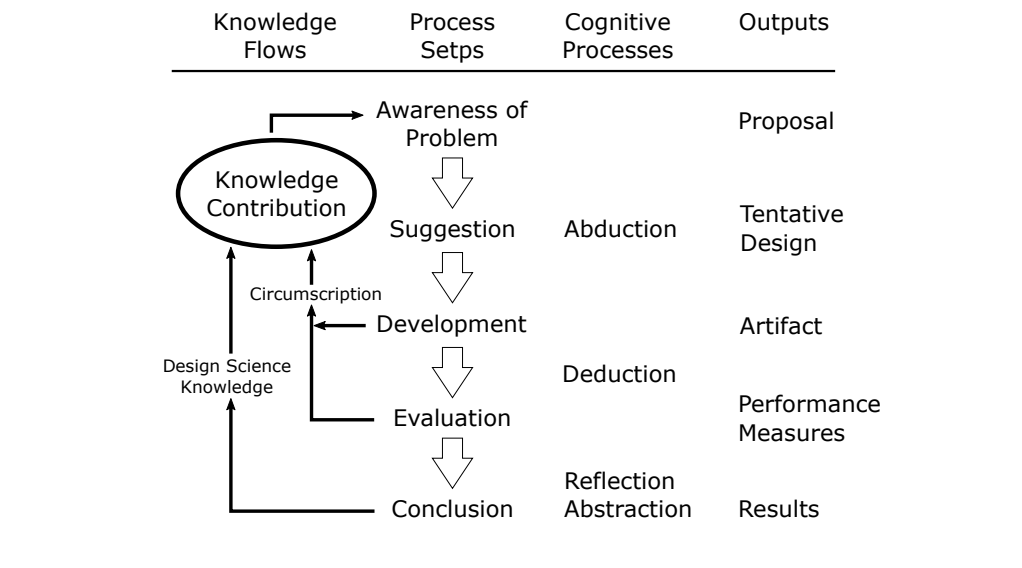 Knowledge
Flows
Process
Setps
Cognitive
Processes
Outputs
Awareness of
Problem
Proposal
Knowledge
Contribution
Suggestion
Abduction
Tentative
Design
Circumscription
Development
Artifact
Design Science
Knowledge
Deduction
Evaluation
Performance
Measures
Conclusion
Reflection
Abstraction
Results